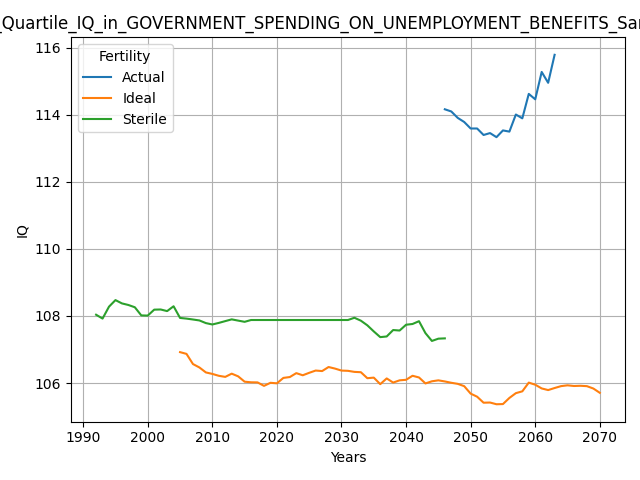 _Quartile_IQ_in_GOVERNMENT_SPENDING_ON_UNEMPLOYMENT_BENEFITS_Sa
Fertility
Actual
Ideal
Sterile
116
114
112
110
108
106
IQ
1990
2000
2010
2020
2030
2040
2050
2060
2070
Years